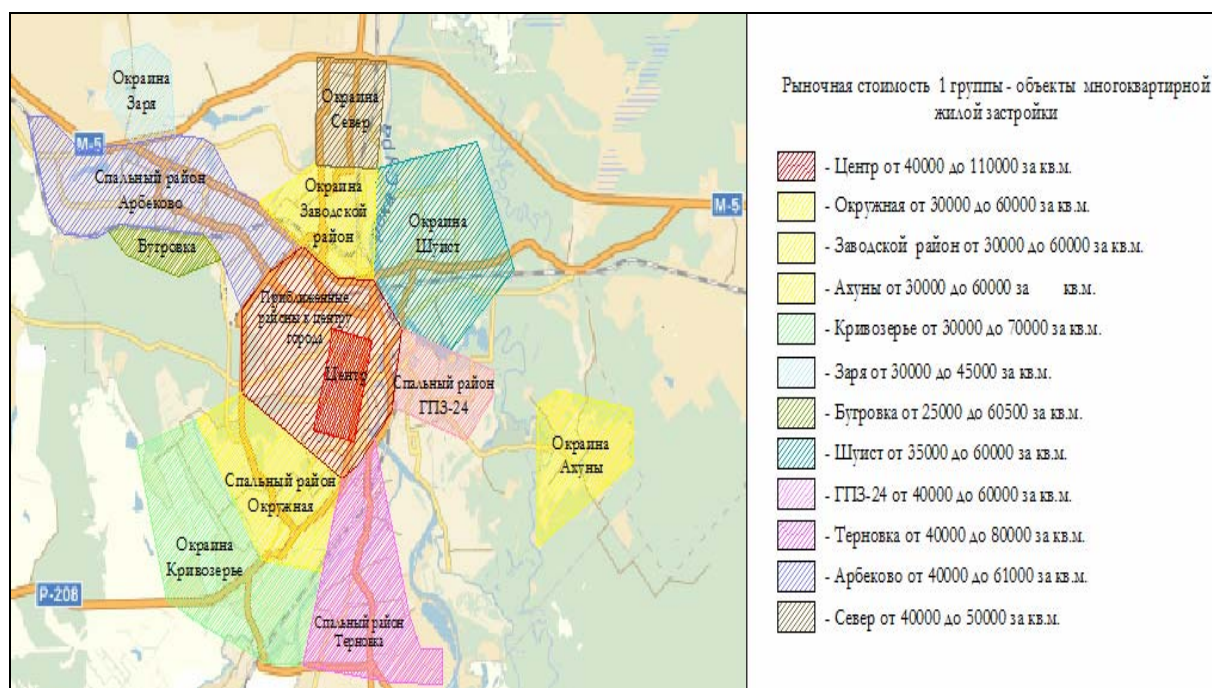 Окраина
Заря
Окраина
Север
М-5
Спальный район
Арбеково
Окраина
Заводской
район
Окраина
Шуист
М-5
Бугровка
Приближенные
районы к центру
города
Центр
Спальный район
ГПЗ-24
Окраина
Ахуны
Спальный район
Окружная
Окраина
Кривозерье
Р-208
Спальный район
Терновка
Рыночная стоимость 1 группы - объекты многоквартирной
жилой застройки
- Центр от 40000 до 110000 за кв.м.
- Окружная от 30000 до 60000 за кв.м.
- Заводской район от 30000 до 60000 за кв.м.
- Ахуны от 30000 до 60000 за кв.м.
- Кривозерье от 30000 до 70000 за кв.м.
- Заря от 30000 до 45000 за кв.м.
- Бугровка от 25000 до 60500 за кв.м.
- Шуист от 35000 до 60000 за кв.м.
- ГПЗ-24 от 40000 до 60000 за кв.м.
- Терновка от 40000 до 80000 за кв.м.
- Арбеково от 40000 до 61000 за кв.м.
- Север от 40000 до 50000 за кв.м.